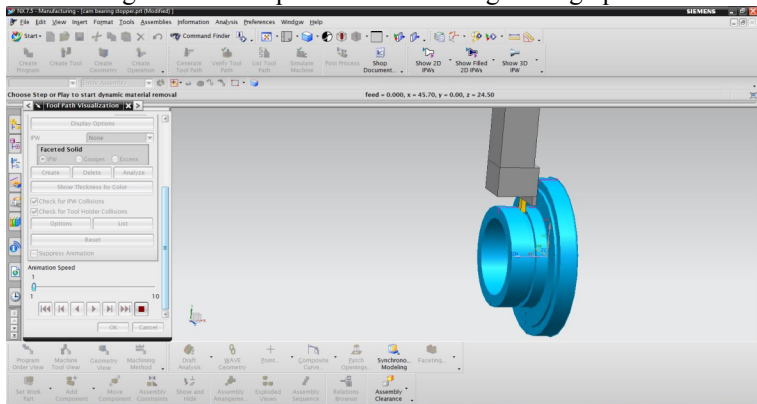 NX 7.5 - Manufacturing - [cam bearing stopper.prt (Modified) ]
SIEMENS
File Edit View Insert Format Tools Assemblies Information Analysis Preferences Window Help
Start Command Finder
Create Program Create Tool Create Geometry Create Operation Generate Tool Path Verify Tool Path List Tool Path Simulate Machine Post Process Shop Document... Show 2D IPWs Show Filled 2D IPWs Show 3D IPW
Choose Step or Play to start dynamic material removal
feed = 0.000, x = 45.70, y = 0.00, z = 24.50
Tool Path Visualization
Display Options
IPW None
Faceted Solid
IPW Gouges Excess
Create Delete Analyze
Show Thickness by Color
Check for IPW Collisions
Check for Tool Holder Collisions
Options List
Reset
Suppress Animation
Animation Speed
1
1 10
OK Cancel
Program Order View Machine Tool View Geometry View Machining Method Draft Analysis WAVE Geometry Point... Composite Curve... Patch Openings... Synchrono... Modeling Faceting...
Set Work Part Add Component Move Component Assembly Constraints Show and Hide Assembly Arrangeme... Exploded Views Assembly Sequence Relations Browser Assembly Clearance